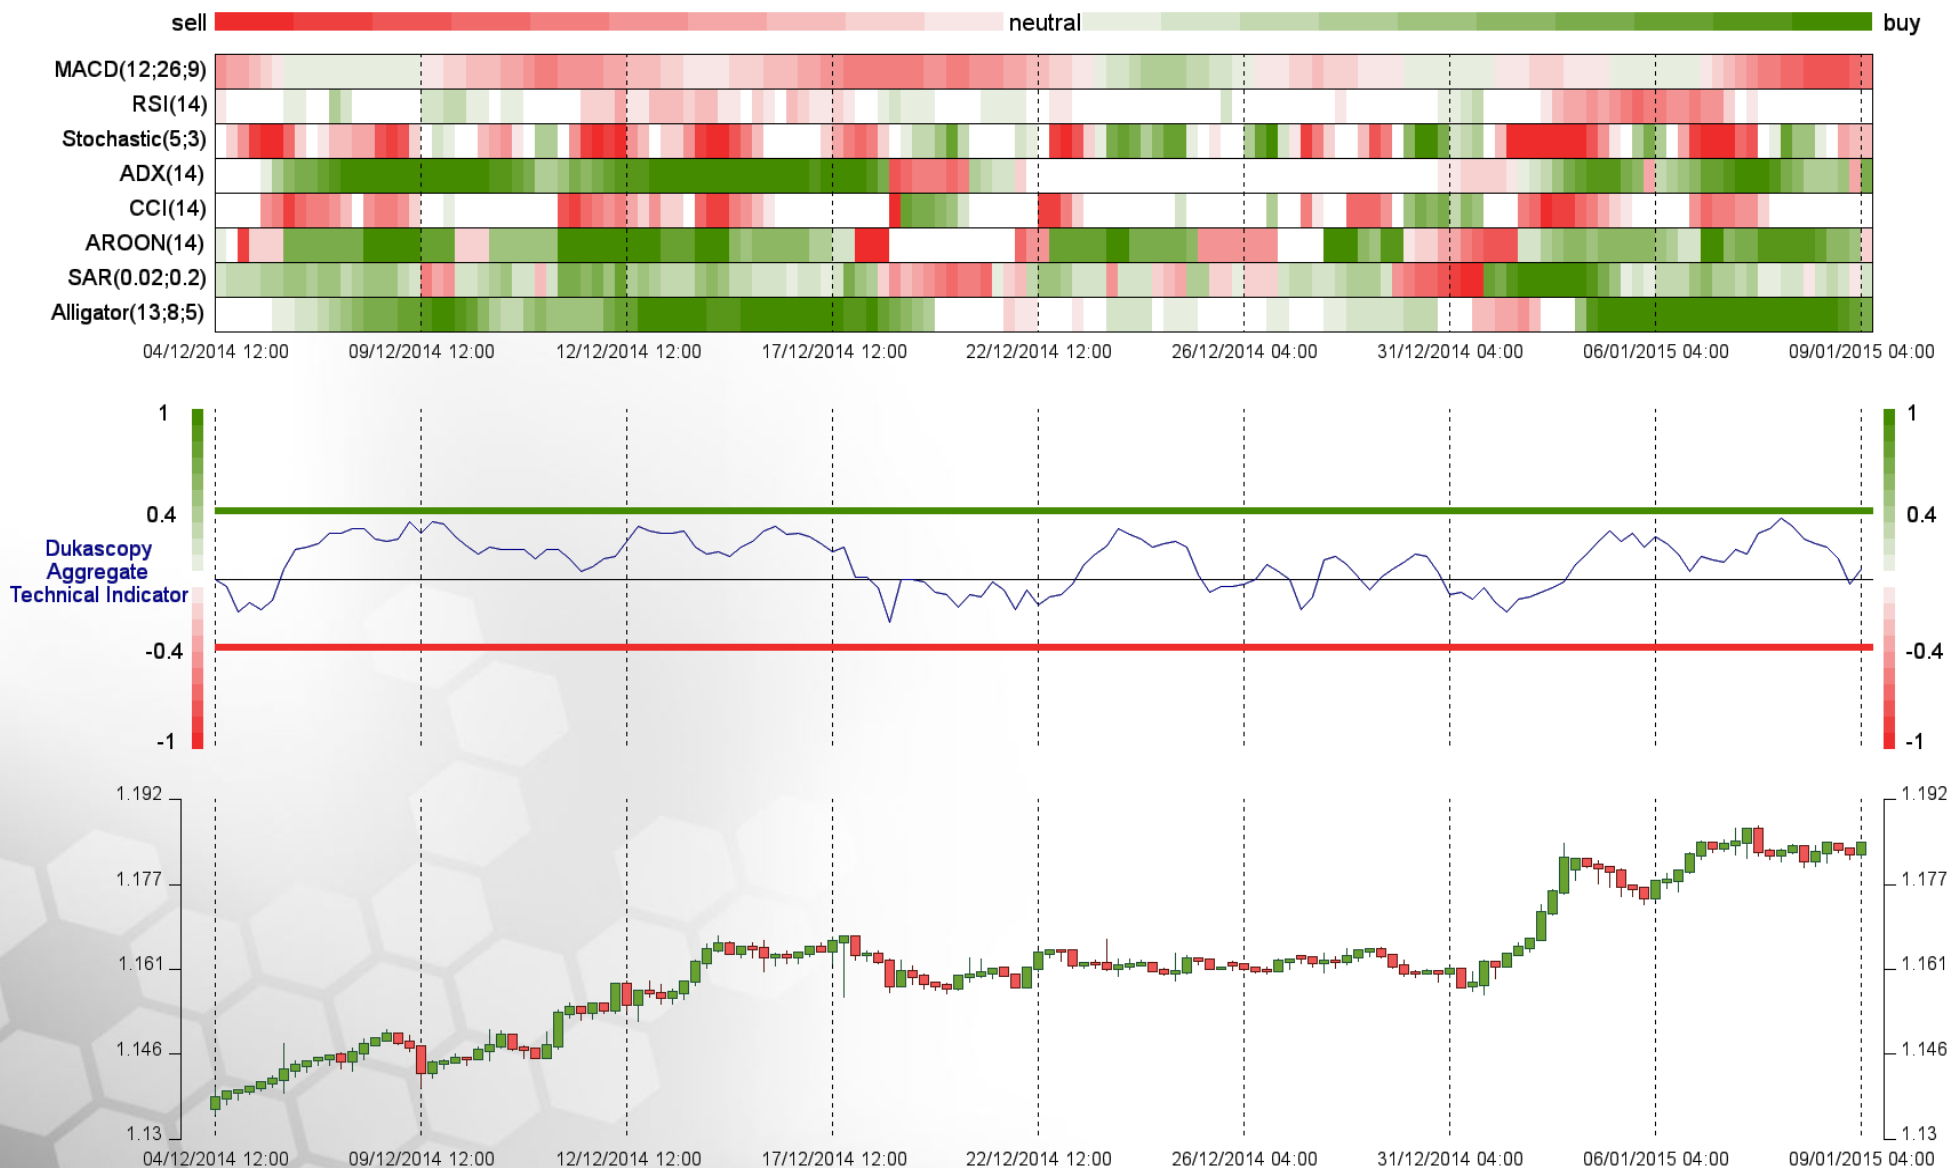 sell neutral buy
MACD(12;26;9)
RSI(14)
Stochastic(5;3)
ADX(14)
CCI(14)
AROON(14)
SAR(0.02;0.2)
Alligator(13;8;5)
04/12/2014 12:00 09/12/2014 12:00 12/12/2014 12:00 17/12/2014 12:00 22/12/2014 12:00 26/12/2014 04:00 31/12/2014 04:00 06/01/2015 04:00 09/01/2015 04:00
1 1
0.4 0.4
Dukascopy
Aggregate
Technical Indicator
-0.4 -0.4
-1 -1
1.192 1.192
1.177 1.177
1.161 1.161
1.146 1.146
1.13 1.13
04/12/2014 12:00 09/12/2014 12:00 12/12/2014 12:00 17/12/2014 12:00 22/12/2014 12:00 26/12/2014 04:00 31/12/2014 04:00 06/01/2015 04:00 09/01/2015 04:00